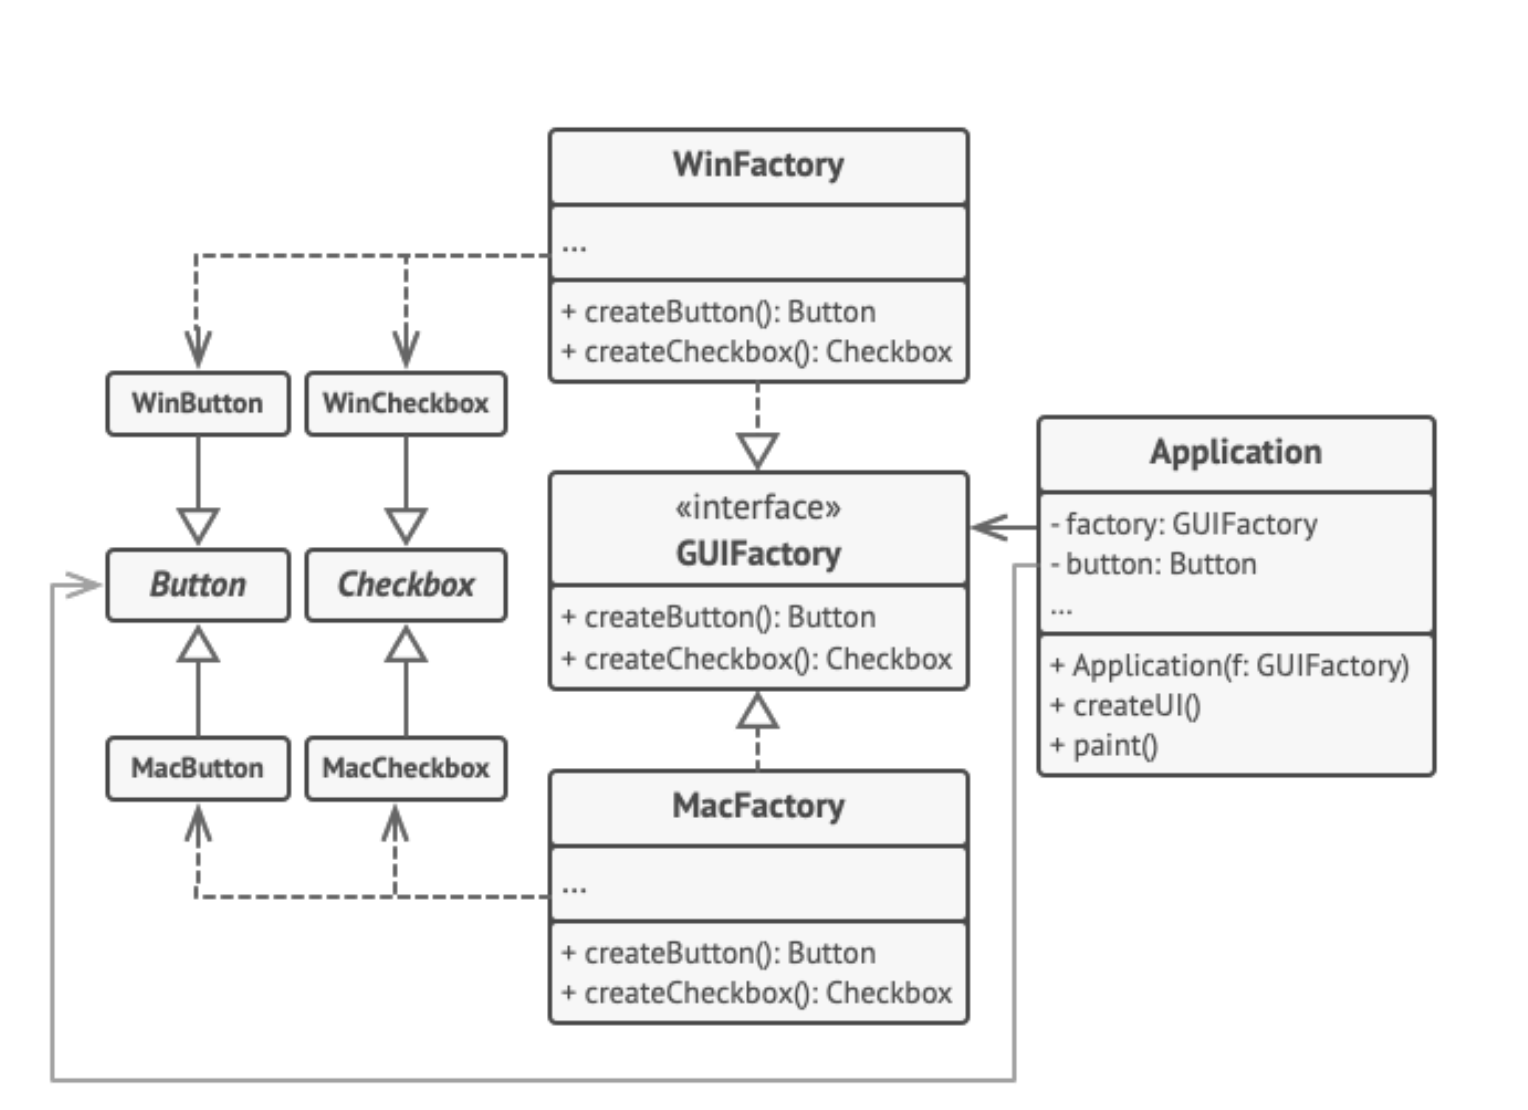 WinFactory
...
+ createButton(): Button
+ createCheckbox(): Checkbox
WinButton
WinCheckbox
Button
Checkbox
MacButton
MacCheckbox
«interface»
GUIFactory
+ createButton(): Button
+ createCheckbox(): Checkbox
Application
- factory: GUIFactory
- button: Button
...
+ Application(f: GUIFactory)
+ createUI()
+ paint()
MacFactory
...
+ createButton(): Button
+ createCheckbox(): Checkbox